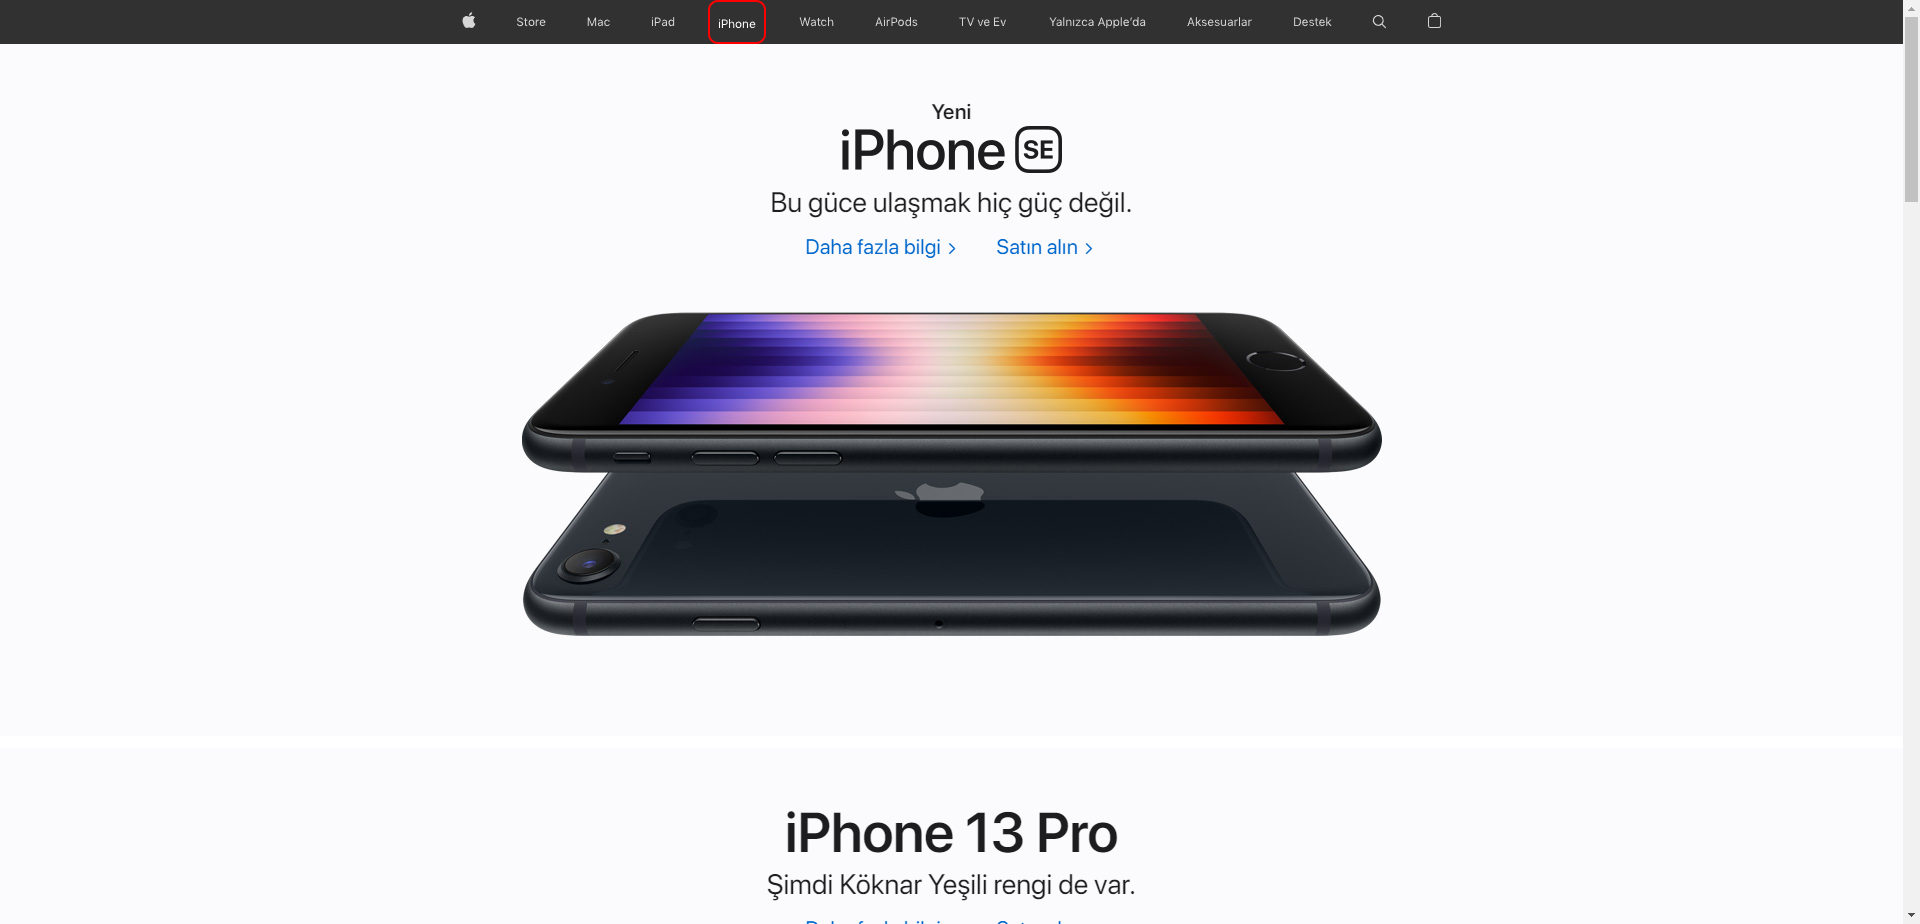 Store Mac iPad iPhone Watch AirPods TV ve Ev Yalnızca Apple'da Aksesuarlar Destek
Yeni
iPhone SE
Bu güce ulaşmak hiç güç değil.
Daha fazla bilgi > Satın alın >
iPhone 13 Pro
Şimdi Köknar Yeşili rengi de var.